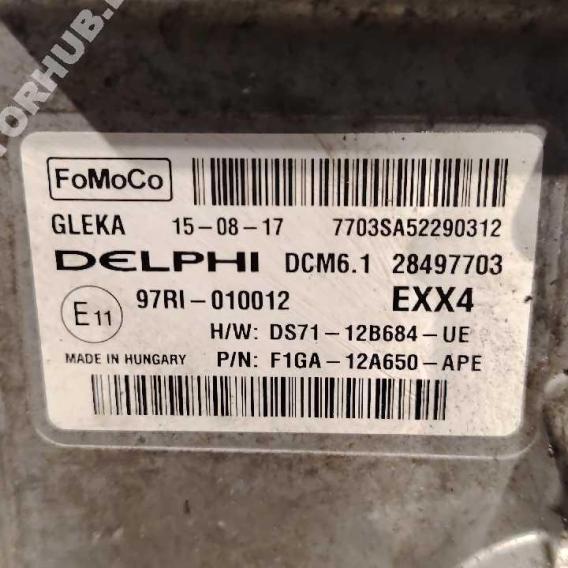 TORHUB.
FoMoCo
GLEKA 15-08-17 7703SA52290312
DELPHI DCM6.1 28497703
E11 97RI-010012 EXX4
H/W: DS71-12B684-UE
MADE IN HUNGARY P/N: F1GA-12A650-APE